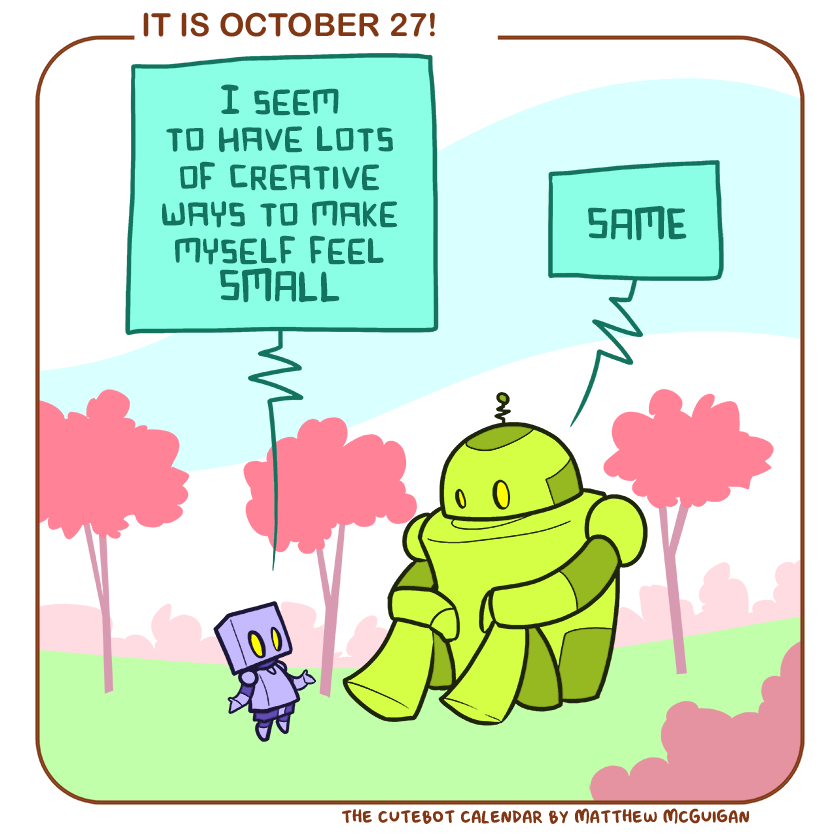 IT IS OCTOBER 27!
I SEEM
TO HAVE LOTS
OF CREATIVE
WAYS TO MAKE
MYSELF FEEL
SMALL
SAME
THE CUTEBOT CALENDAR BY MATTHEW MCGUIGAN